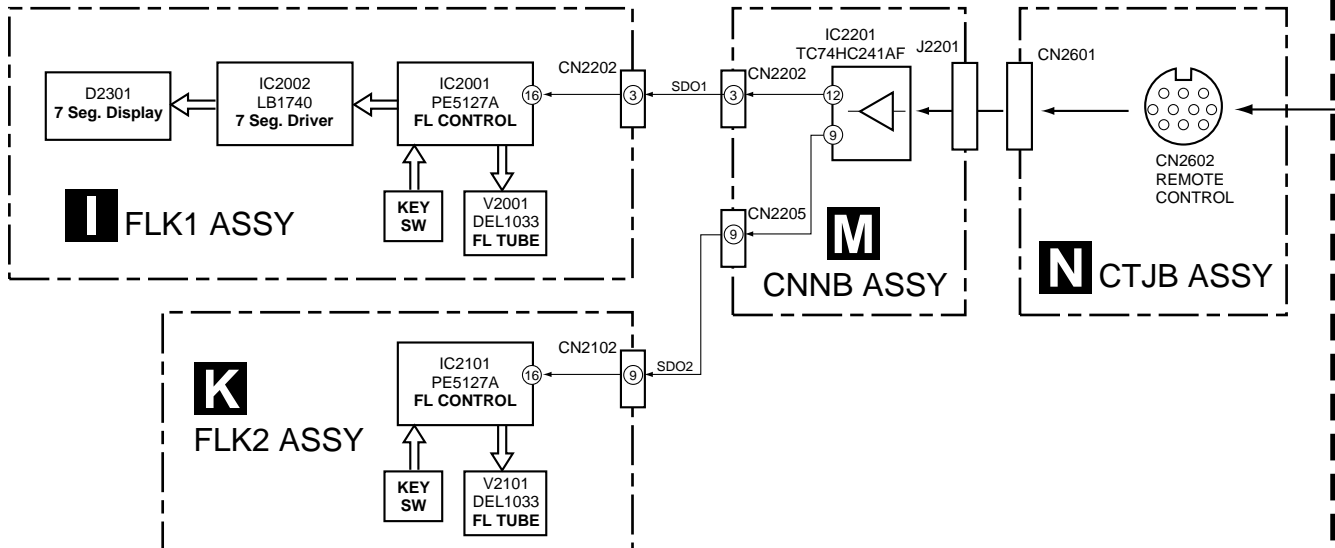 D2301
7 Seg. Display
IC2002
LB1740
7 Seg. Driver
IC2001
PE5127A
FL CONTROL
16
CN2202
3
SDO1
CN2202
3
IC2201
TC74HC241AF
12
9
J2201
CN2601
CN2602
REMOTE
CONTROL
KEY
SW
V2001
DEL1033
FL TUBE
I FLK1 ASSY
CN2205
9
M
CNNB ASSY
N CTJB ASSY
K
FLK2 ASSY
IC2101
PE5127A
FL CONTROL
16
CN2102
9
SDO2
KEY
SW
V2101
DEL1033
FL TUBE